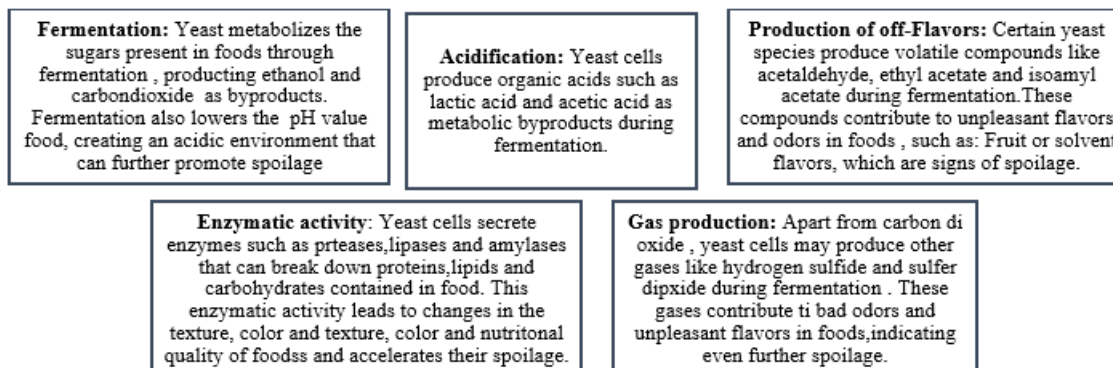 Fermentation: Yeast metabolizes the
sugars present in foods through
fermentation , producting ethanol and
carbondioxide as byproducts.
Fermentation also lowers the pH value
food, creating an acidic environment that
can further promote spoilage
Acidification: Yeast cells
produce organic acids such as
lactic acid and acetic acid as
metabolic byproducts during
fermentation.
Production of off-Flavors: Certain yeast
species produce volatile compounds like
acetaldehyde, ethyl acetate and isoamyl
acetate during fermentation.These
compounds contribute to unpleasant flavors
and odors in foods , such as: Fruit or solvent
flavors, which are signs of spoilage.
Enzymatic activity: Yeast cells secrete
enzymes such as prteases,lipases and amylases
that can break down proteins,lipids and
carbohydrates contained in food. This
enzymatic activity leads to changes in the
texture, color and texture, color and nutritonal
quality of foodss and accelerates their spoilage.
Gas production: Apart from carbon di
oxide , yeast cells may produce other
gases like hydrogen sulfide and sulfer
dipxide during fermentation . These
gases contribute ti bad odors and
unpleasant flavors in foods,indicating
even further spoilage.